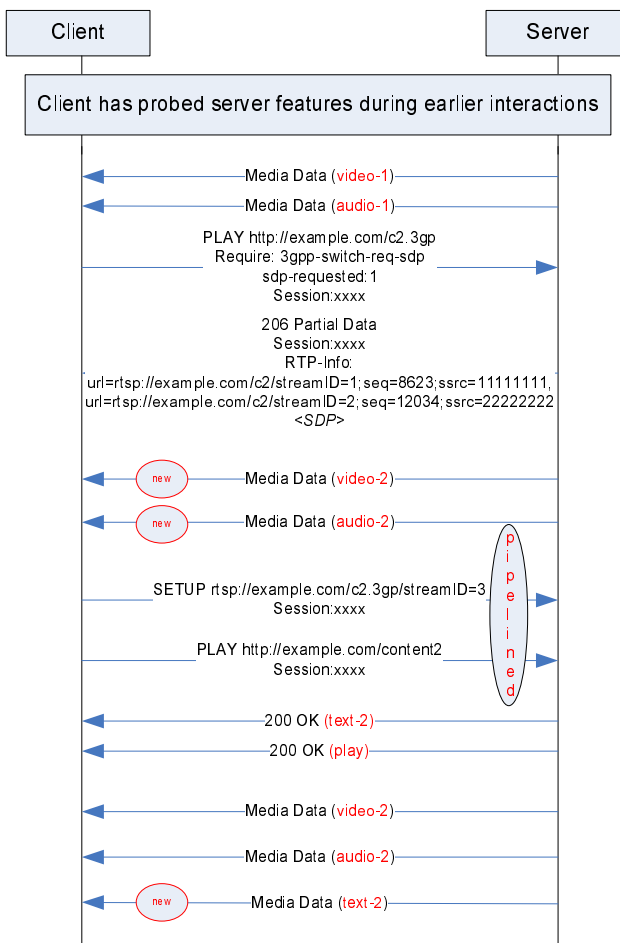 Client
Server
Client has probed server features during earlier interactions
Media Data (video-1)
Media Data (audio-1)
PLAY http://example.com/c2.3gp
Require: 3gpp-switch-req-sdp
sdp-requested:1
Session:xxxx
206 Partial Data
Session:xxxx
RTP-Info:
url=rtsp://example.com/c2/streamID=1;seq=8623;ssrc=11111111,
url=rtsp://example.com/c2/streamID=2;seq=12034;ssrc=22222222
<SDP>
new
Media Data (video-2)
new
Media Data (audio-2)
pipelined
SETUP rtsp://example.com/c2.3gp/streamID=3
Session:xxxx
PLAY http://example.com/content2
Session:xxxx
200 OK (text-2)
200 OK (play)
Media Data (video-2)
Media Data (audio-2)
new
Media Data (text-2)